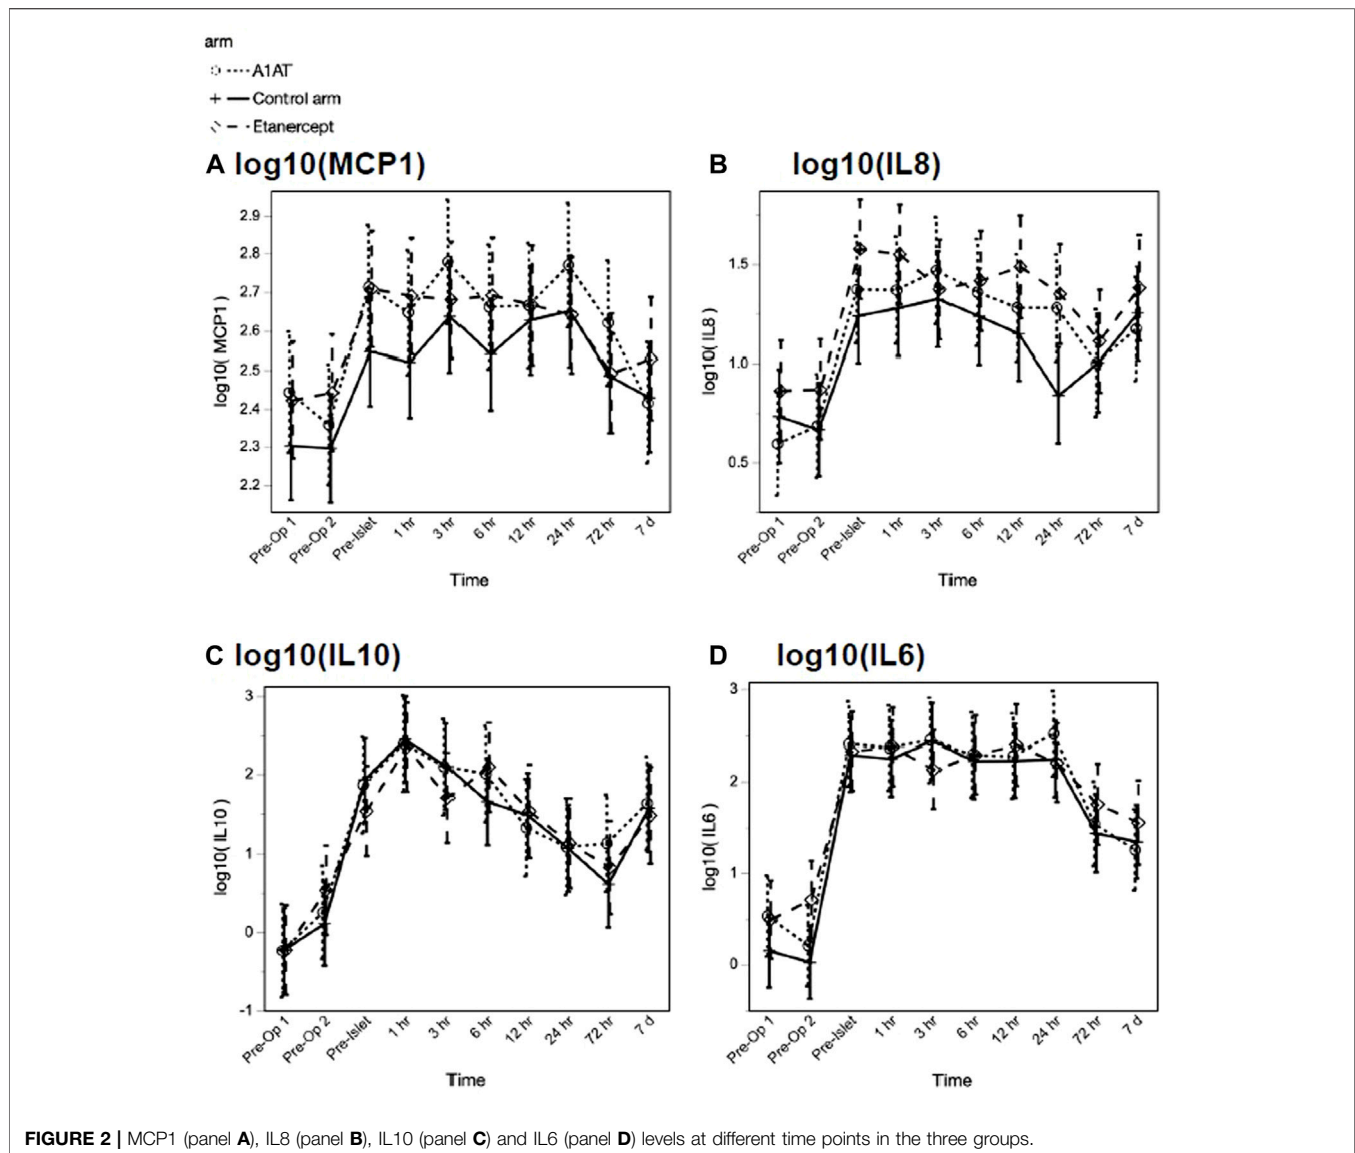 arm
A1AT
Control arm
Etanercept
A log10(MCP1)
log10( MCP1 )
2.9
2.8
2.7
2.6
2.5
2.4
2.3
2.2
Pre-Op 1
Pre-Op 2
Pre-Islet
1 hr
3 hr
6 hr
12 hr
24 hr
72 hr
7 d
Time
B log10(IL8)
log10( IL8 )
1.5
1.0
0.5
Pre-Op 1
Pre-Op 2
Pre-Islet
1 hr
3 hr
6 hr
12 hr
24 hr
72 hr
7 d
Time
C log10(IL10)
log10( IL10 )
3
2
1
0
-1
Pre-Op 1
Pre-Op 2
Pre-Islet
1 hr
3 hr
6 hr
12 hr
24 hr
72 hr
7 d
Time
D log10(IL6)
log10( IL6 )
3
2
1
0
Pre-Op 1
Pre-Op 2
Pre-Islet
1 hr
3 hr
6 hr
12 hr
24 hr
72 hr
7 d
Time
FIGURE 2 | MCP1 (panel A), IL8 (panel B), IL10 (panel C) and IL6 (panel D) levels at different time points in the three groups.